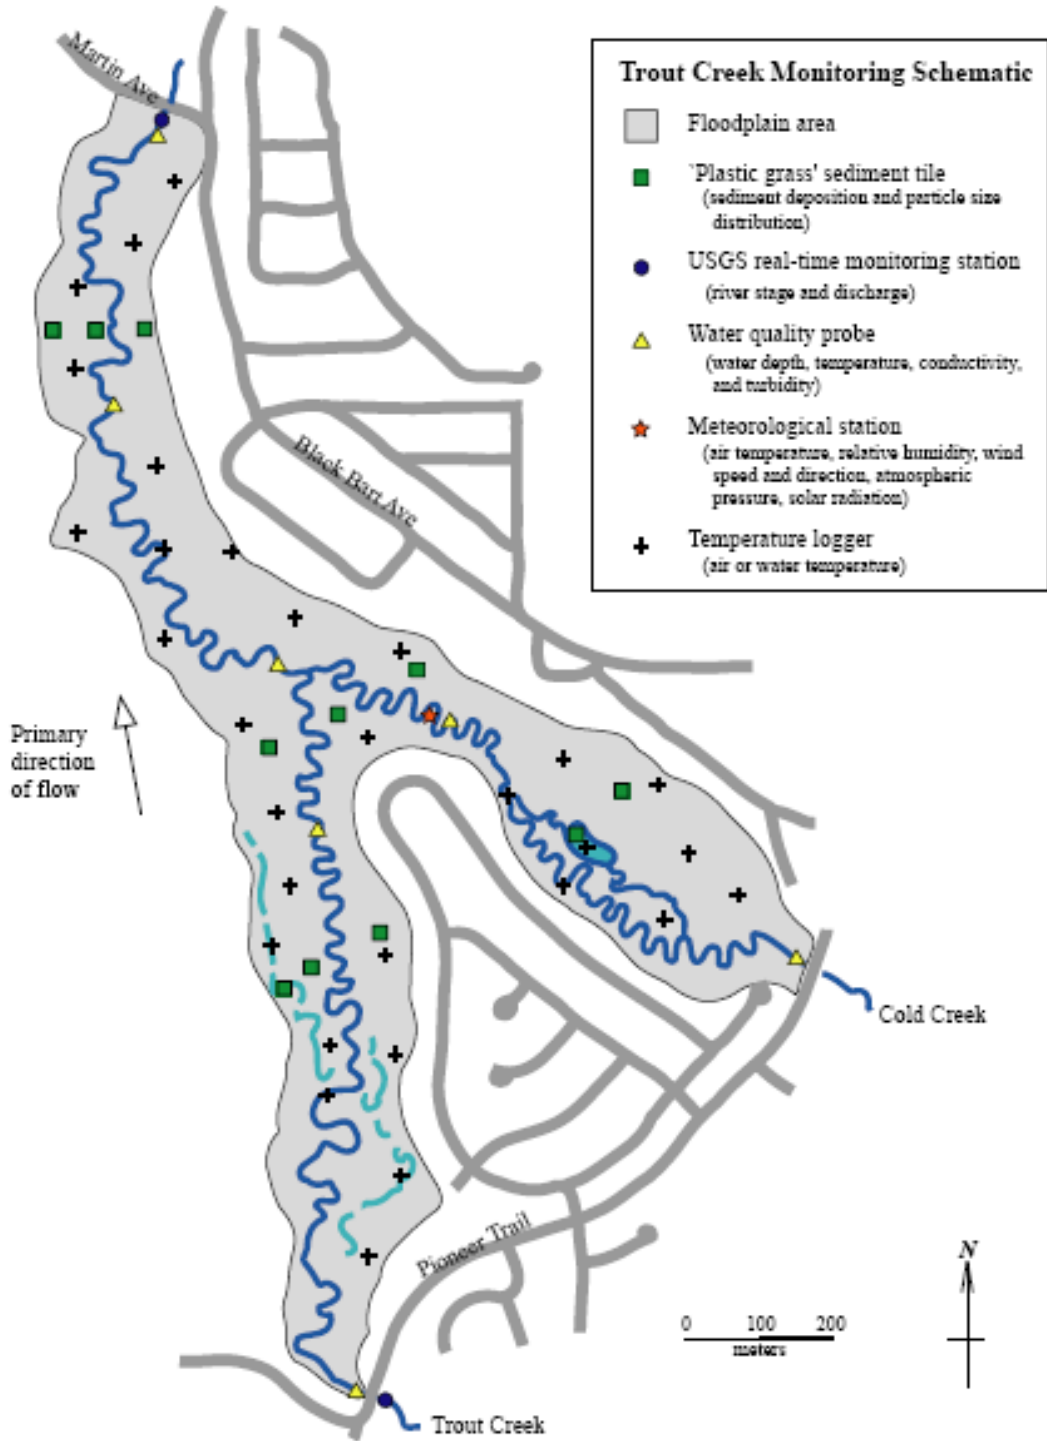 Martin Ave
Trout Creek Monitoring Schematic
Floodplain area
`Plastic grass' sediment tile
(sediment deposition and particle size
distribution)
USGS real-time monitoring station
(river stage and discharge)
Water quality probe
(water depth, temperature, conductivity,
and turbidity)
Meteorological station
(air temperature, relative humidity, wind
speed and direction, atmospheric
pressure, solar radiation)
Temperature logger
(air or water temperature)
Black Bart Ave
Primary
direction
of flow
Cold Creek
Pioneer Trail
N
0 100 200
meters
Trout Creek